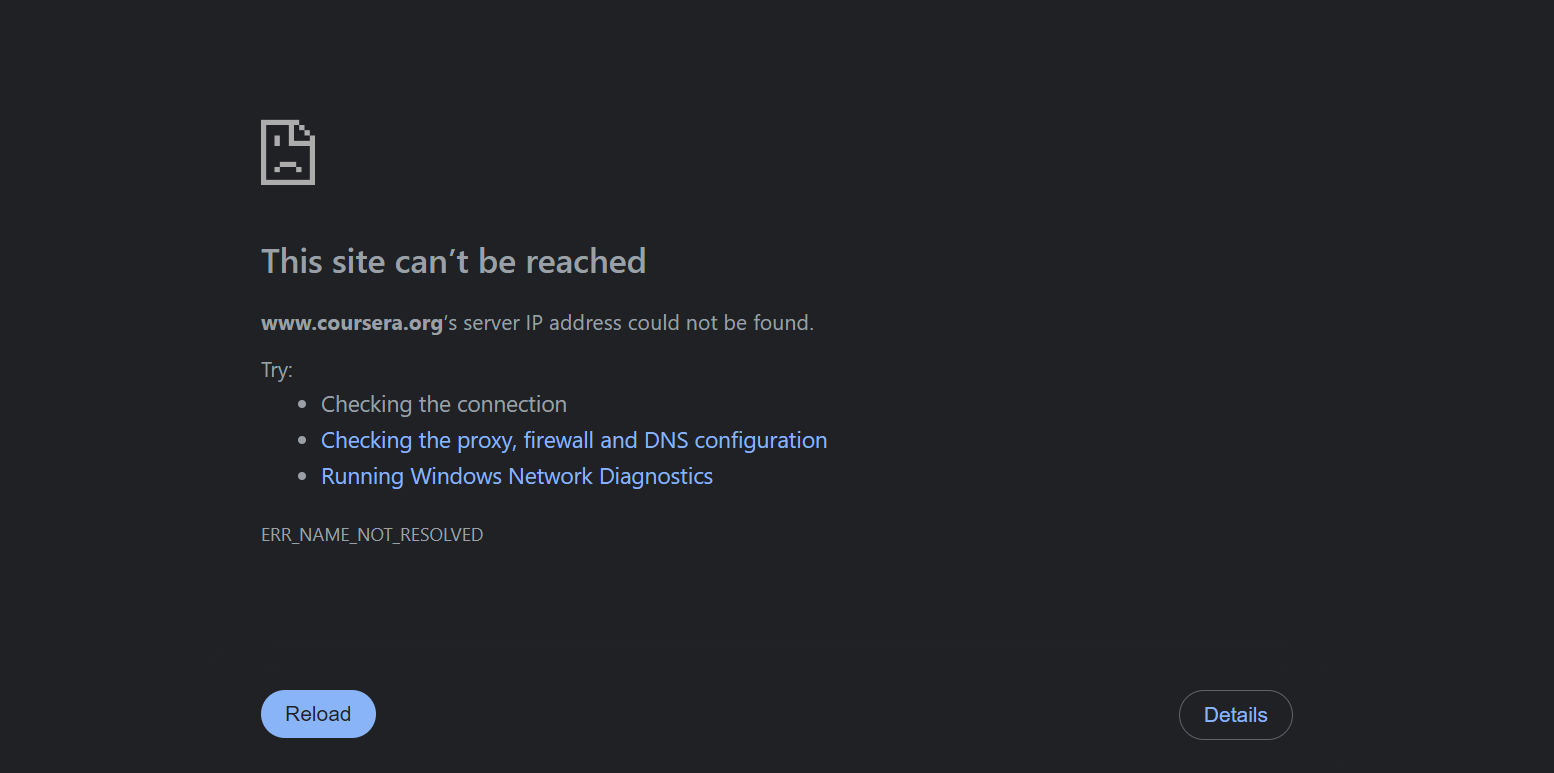 This site can’t be reached
www.coursera.org’s server IP address could not be found.
Try:
Checking the connection
Checking the proxy, firewall and DNS configuration
Running Windows Network Diagnostics
ERR_NAME_NOT_RESOLVED
Reload
Details